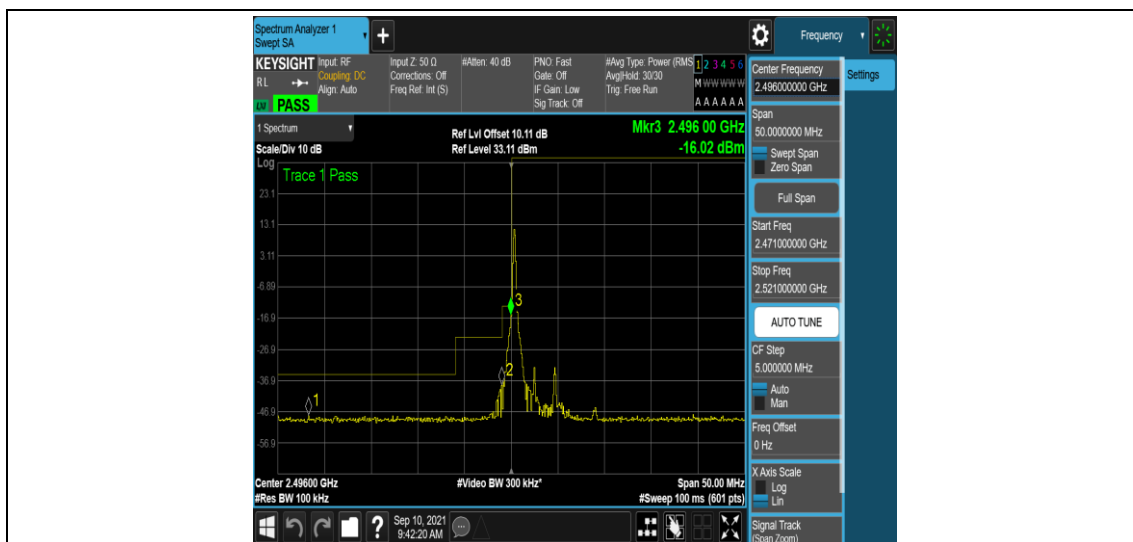 Spectrum Analyzer 1
Swept SA
+
Frequency
KEYSIGHT
RL
LW PASS
Input: RF
Coupling: DC
Align: Auto
Input Z: 50 Ω
Corrections: Off
Freq Ref: Int (S)
#Atten: 40 dB
PNO: Fast
Gate: Off
IF Gain: Low
Sig Track: Off
#Avg Type: Power (RMS
Avg|Hold: 30/30
Trig: Free Run
1 2 3 4 5 6
M W W W W W
A A A A A A
1 Spectrum
Scale/Div 10 dB
Ref Lvl Offset 10.11 dB
Ref Level 33.11 dBm
Mkr3 2.496 00 GHz
-16.02 dBm
Log
Trace 1 Pass
23.1
13.1
3.11
-6.89
-16.9
-26.9
-36.9
-46.9
-56.9
1
2
3
Center 2.49600 GHz
#Res BW 100 kHz
#Video BW 300 kHz*
Span 50.00 MHz
#Sweep 100 ms (601 pts)
?
Sep 10, 2021
9:42:20 AM
Center Frequency
2.496000000 GHz
Settings
Span
50.0000000 MHz
Swept Span
Zero Span
Full Span
Start Freq
2.471000000 GHz
Stop Freq
2.521000000 GHz
AUTO TUNE
CF Step
5.000000 MHz
Auto
Man
Freq Offset
0 Hz
X Axis Scale
Log
Lin
Signal Track
(Span Zoom)